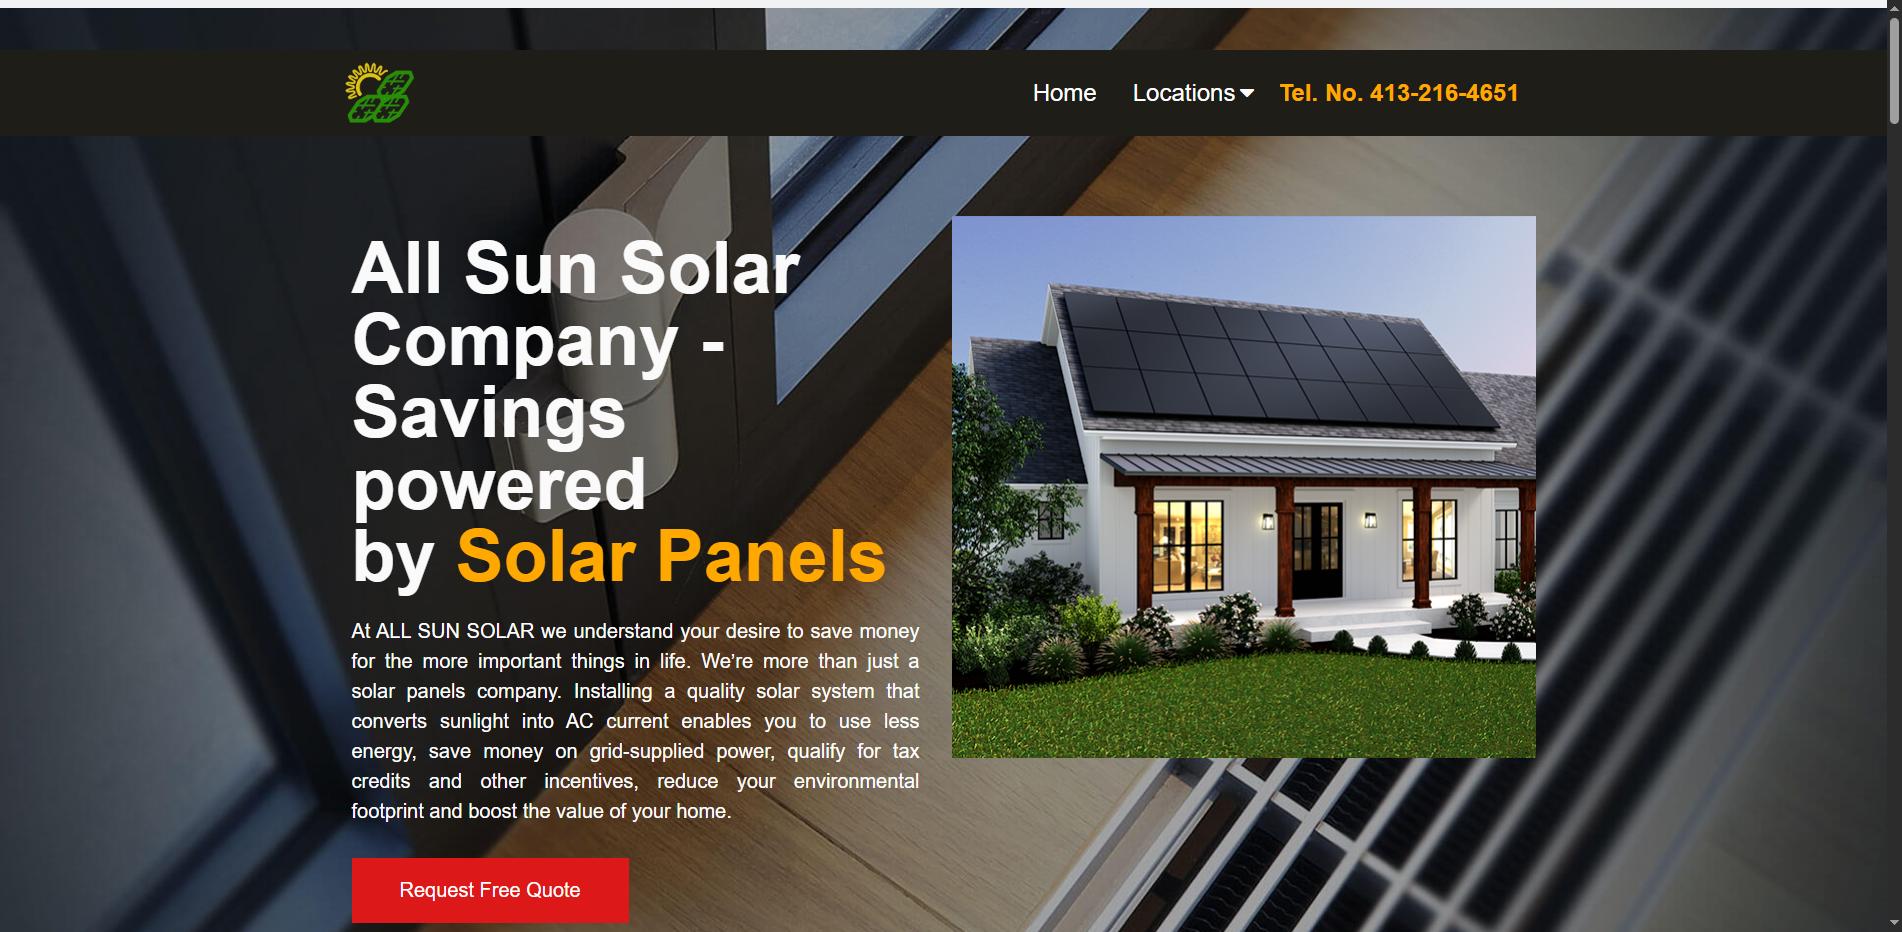 Home
Locations
Tel. No. 413-216-4651
All Sun Solar
Company -
Savings
powered
by Solar Panels
At ALL SUN SOLAR we understand your desire to save money
for the more important things in life. We’re more than just a
solar panels company. Installing a quality solar system that
converts sunlight into AC current enables you to use less
energy, save money on grid-supplied power, qualify for tax
credits and other incentives, reduce your environmental
footprint and boost the value of your home.
Request Free Quote